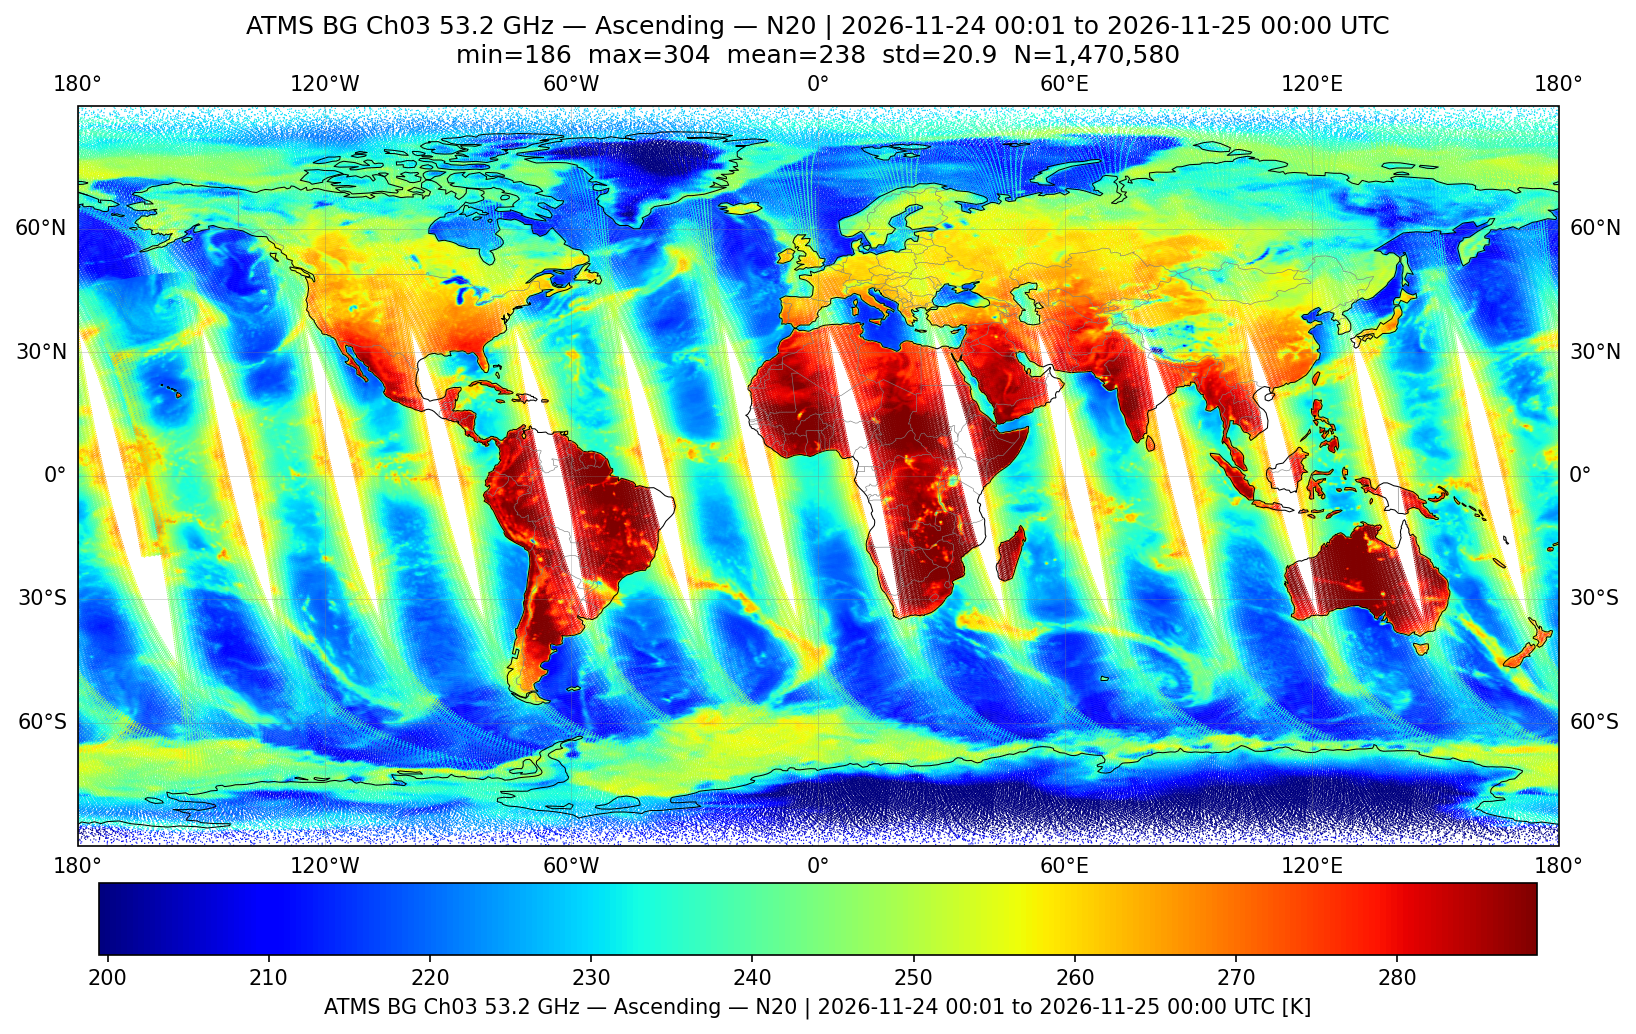 ATMS BG Ch03 53.2 GHz — Ascending — N20 | 2026-11-24 00:01 to 2026-11-25 00:00 UTC
min=186  max=304  mean=238  std=20.9  N=1,470,580
180° 120°W 60°W 0° 60°E 120°E 180°
60°N 60°N
30°N 30°N
0° 0°
30°S 30°S
60°S 60°S
180° 120°W 60°W 0° 60°E 120°E 180°
200 210 220 230 240 250 260 270 280
ATMS BG Ch03 53.2 GHz — Ascending — N20 | 2026-11-24 00:01 to 2026-11-25 00:00 UTC [K]